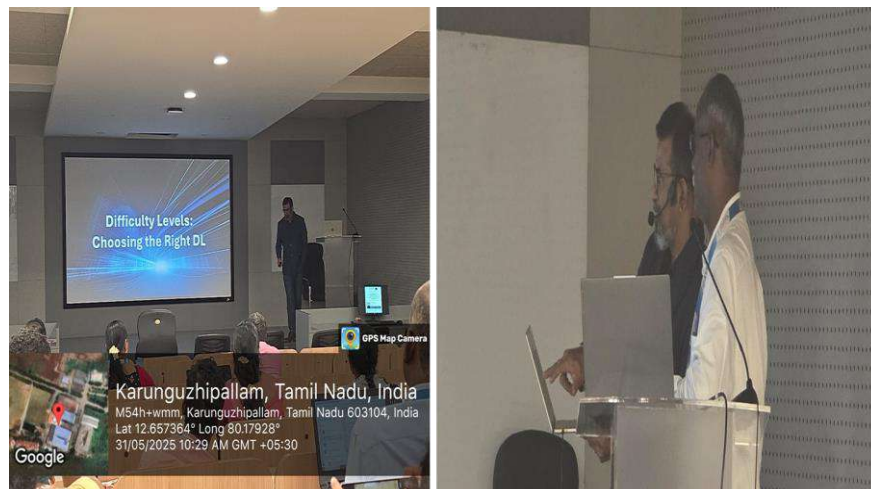 Difficulty Levels:
Choosing the Right DL
GPS Map Camera
Karunguzhipallam, Tamil Nadu, India
M54h+wmm, Karunguzhipallam, Tamil Nadu 603104, India
Lat 12.657364° Long 80.17928°
31/05/2025 10:29 AM GMT +05:30
Google